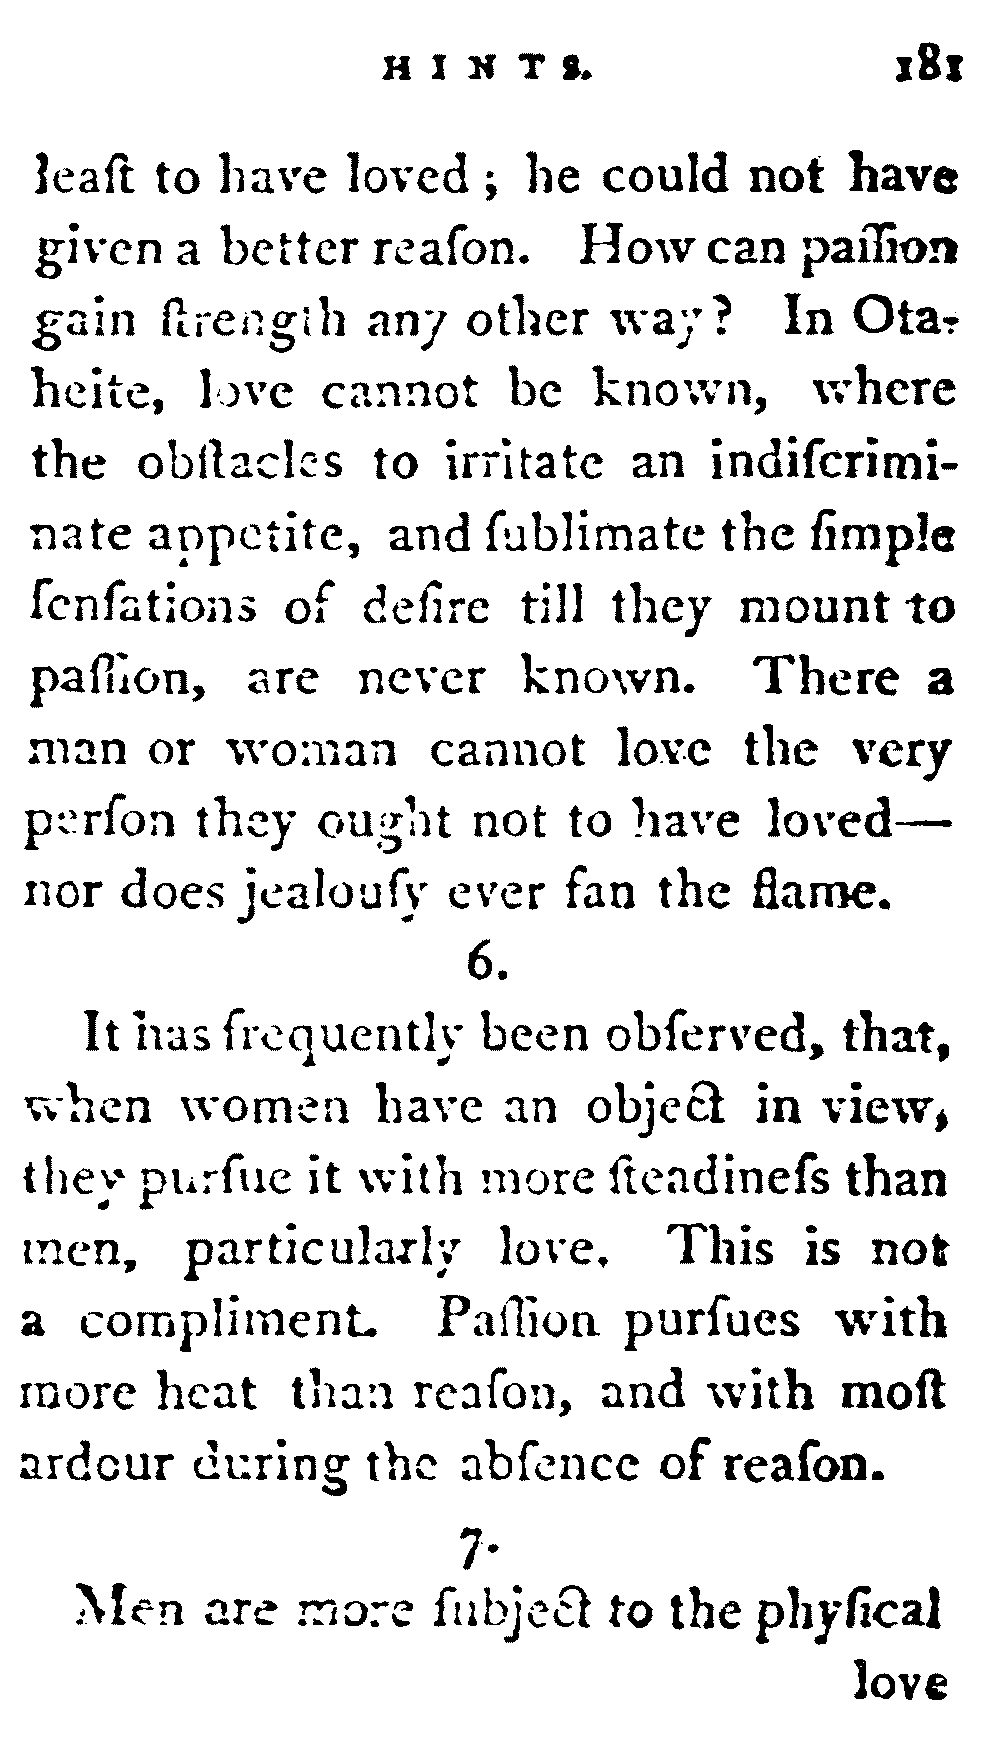 HINTS. 181
leaſt to have loved; he could not have
given a better reaſon. How can paſſion
gain ſtrength any other way? In Ota-
heite, love cannot be known, where
the obſtacles to irritate an indiſcrimi-
nate appetite, and ſublimate the ſimple
ſenſations of deſire till they mount to
paſſion, are never known. There a
man or woman cannot love the very
perſon they ought not to have loved—
nor does jealouſy ever fan the flame.
6.
It has frequently been obſerved, that,
when women have an object in view,
they purſue it with more ſteadineſs than
men, particularly love. This is not
a compliment. Paſſion purſues with
more heat than reaſon, and with moſt
ardour during the abſence of reaſon.
7.
Men are more ſubject to the phyſical
love